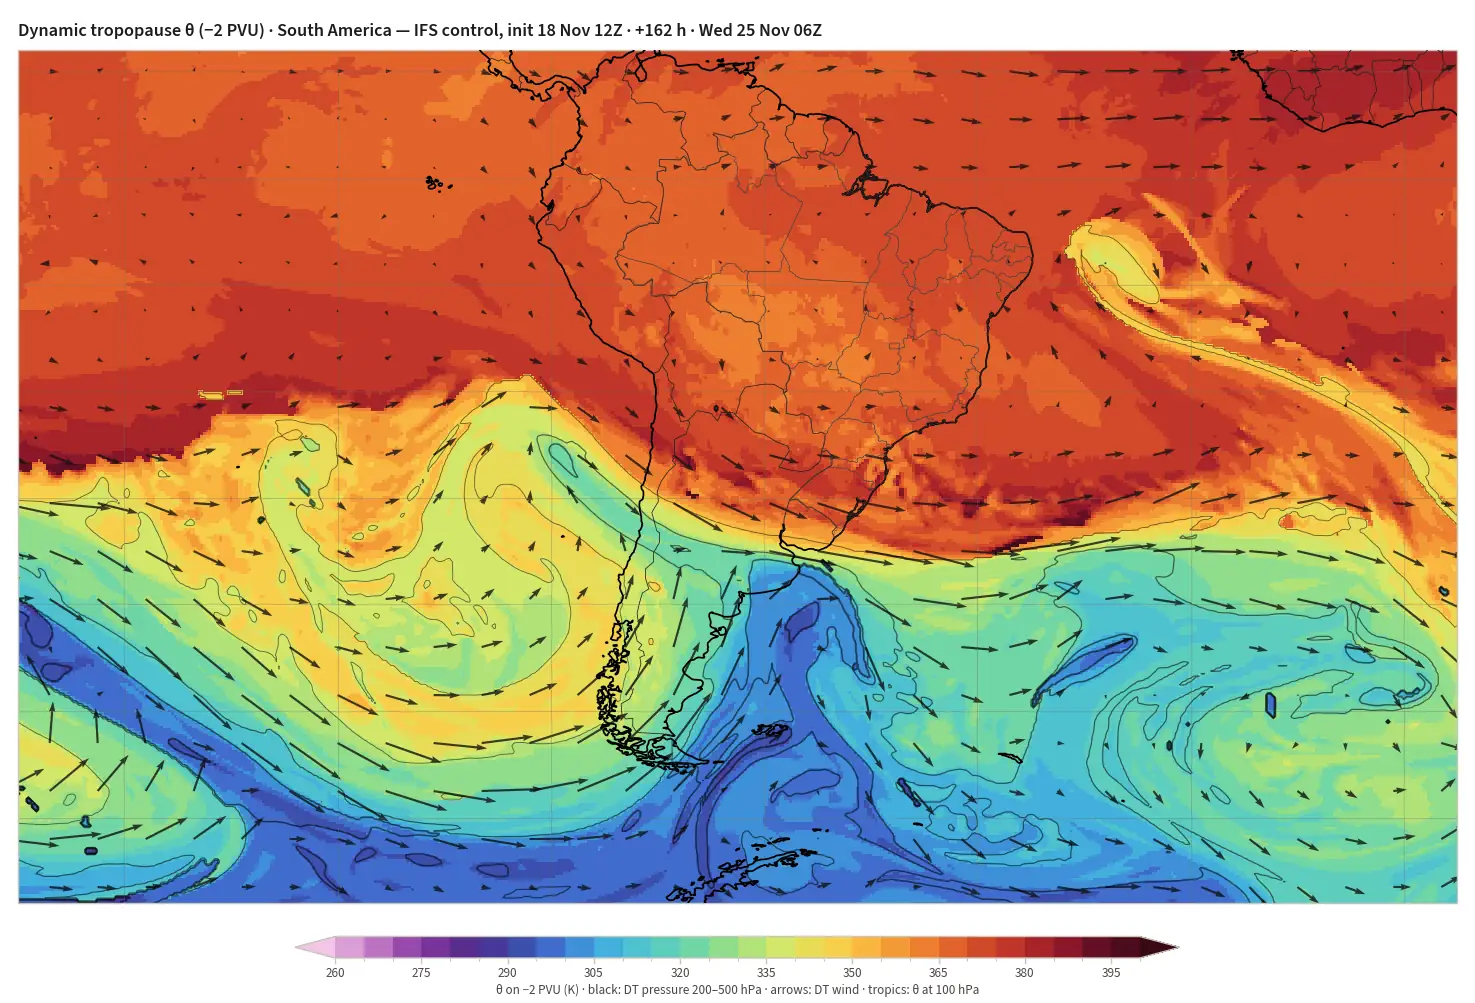 Dynamic tropopause θ (−2 PVU) · South America — IFS control, init 18 Nov 12Z · +162 h · Wed 25 Nov 06Z
260 275 290 305 320 335 350 365 380 395
θ on −2 PVU (K) · black: DT pressure 200–500 hPa · arrows: DT wind · tropics: θ at 100 hPa